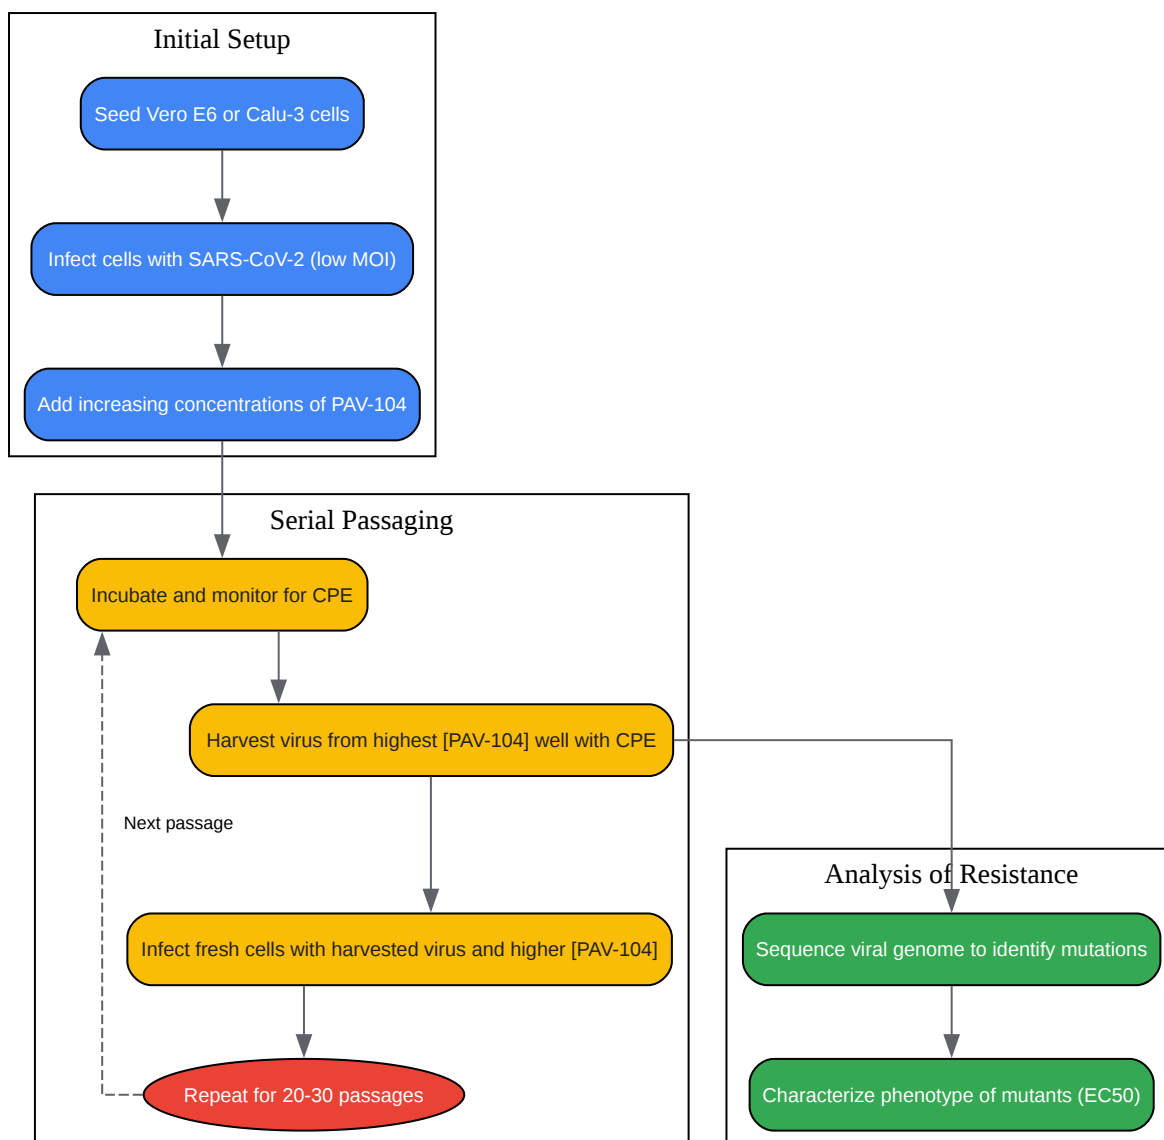 Initial Setup
Seed Vero E6 or Calu-3 cells
Infect cells with SARS-CoV-2 (low MOI)
Add increasing concentrations of PAV-104
Serial Passaging
Incubate and monitor for CPE
Harvest virus from highest [PAV-104] well with CPE
Next passage
Infect fresh cells with harvested virus and higher [PAV-104]
Repeat for 20-30 passages
Analysis of Resistance
Sequence viral genome to identify mutations
Characterize phenotype of mutants (EC50)